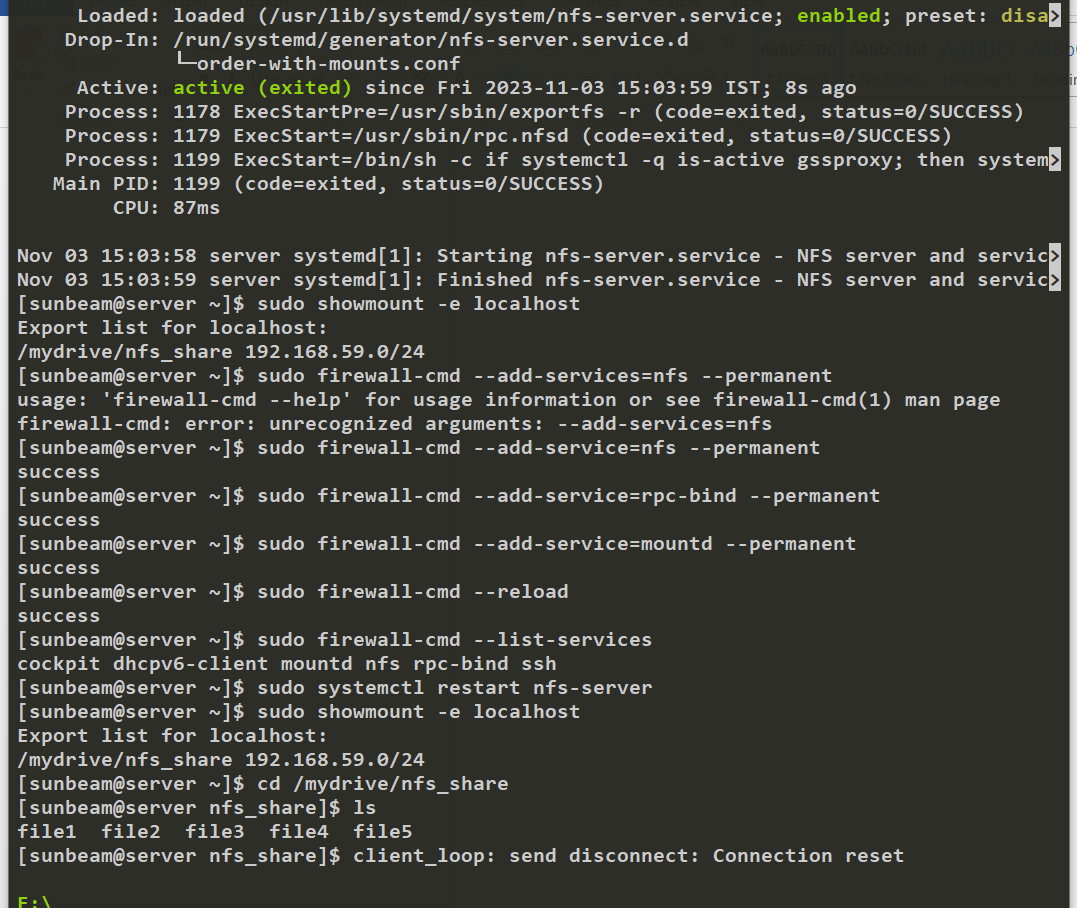 Loaded: loaded (/usr/lib/systemd/system/nfs-server.service; enabled; preset: disa>
Drop-In: /run/systemd/generator/nfs-server.service.d
└─order-with-mounts.conf
Active: active (exited) since Fri 2023-11-03 15:03:59 IST; 8s ago
Process: 1178 ExecStartPre=/usr/sbin/exportfs -r (code=exited, status=0/SUCCESS)
Process: 1179 ExecStart=/usr/sbin/rpc.nfsd (code=exited, status=0/SUCCESS)
Process: 1199 ExecStart=/bin/sh -c if systemctl -q is-active gssproxy; then system>
Main PID: 1199 (code=exited, status=0/SUCCESS)
CPU: 87ms
Nov 03 15:03:58 server systemd[1]: Starting nfs-server.service - NFS server and servic>
Nov 03 15:03:59 server systemd[1]: Finished nfs-server.service - NFS server and servic>
[sunbeam@server ~]$ sudo showmount -e localhost
Export list for localhost:
/mydrive/nfs_share 192.168.59.0/24
[sunbeam@server ~]$ sudo firewall-cmd --add-services=nfs --permanent
usage: 'firewall-cmd --help' for usage information or see firewall-cmd(1) man page
firewall-cmd: error: unrecognized arguments: --add-services=nfs
[sunbeam@server ~]$ sudo firewall-cmd --add-service=nfs --permanent
success
[sunbeam@server ~]$ sudo firewall-cmd --add-service=rpc-bind --permanent
success
[sunbeam@server ~]$ sudo firewall-cmd --add-service=mountd --permanent
success
[sunbeam@server ~]$ sudo firewall-cmd --reload
success
[sunbeam@server ~]$ sudo firewall-cmd --list-services
cockpit dhcpv6-client mountd nfs rpc-bind ssh
[sunbeam@server ~]$ sudo systemctl restart nfs-server
[sunbeam@server ~]$ sudo showmount -e localhost
Export list for localhost:
/mydrive/nfs_share 192.168.59.0/24
[sunbeam@server ~]$ cd /mydrive/nfs_share
[sunbeam@server nfs_share]$ ls
file1  file2  file3  file4  file5
[sunbeam@server nfs_share]$ client_loop: send disconnect: Connection reset